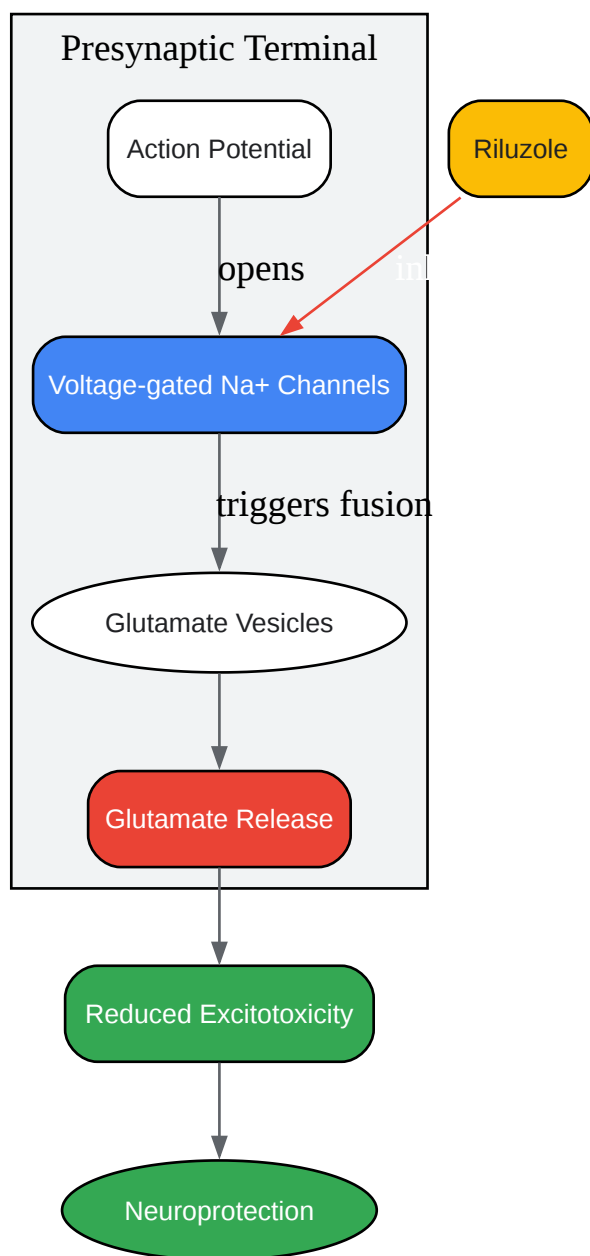 Presynaptic Terminal
Action Potential
Riluzole
opens
Voltage-gated Na+ Channels
triggers fusion
Glutamate Vesicles
Glutamate Release
Reduced Excitotoxicity
Neuroprotection